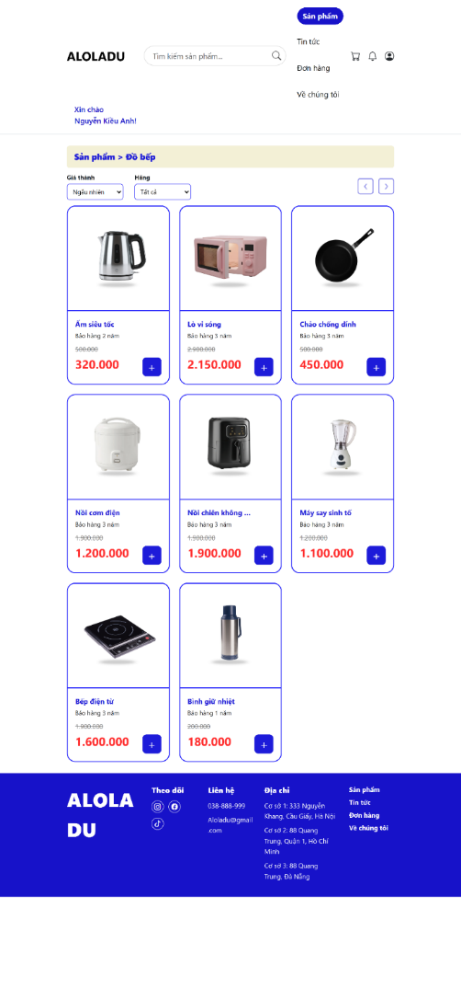 Sản phẩm
ALOLADU
Tìm kiếm sản phẩm...
Tin tức
Đơn hàng
Về chúng tôi
Xin chào
Nguyễn Kiều Anh!
Sản phẩm > Đồ bếp
Giá thành
Hãng
Ngẫu nhiên
Tất cả
Ấm siêu tốc
Bảo hàng 2 năm
500.000
320.000
+
Lò vi sóng
Bảo hàng 3 năm
2.900.000
2.150.000
+
Chảo chống dính
Bảo hàng 3 năm
500.000
450.000
+
Nồi cơm điện
Bảo hàng 3 năm
1.900.000
1.200.000
+
Nồi chiên không ...
Bảo hàng 3 năm
1.900.000
1.900.000
+
Máy say sinh tố
Bảo hàng 3 năm
1.200.000
1.100.000
+
Bếp điện từ
Bảo hàng 3 năm
1.900.000
1.600.000
+
Bình giữ nhiệt
Bảo hàng 1 năm
200.000
180.000
+
ALOLA
DU
Theo dõi
Liên hệ
038-888-999
Aloladu@gmail
.com
Địa chỉ
Cơ sở 1: 333 Nguyễn
Khang, Cầu Giấy, Hà Nội
Cơ sở 2: 88 Quang
Trung, Quận 1, Hồ Chí
Minh
Cơ sở 3: 88 Quang
Trung, Đà Nẵng
Sản phẩm
Tin tức
Đơn hàng
Về chúng tôi